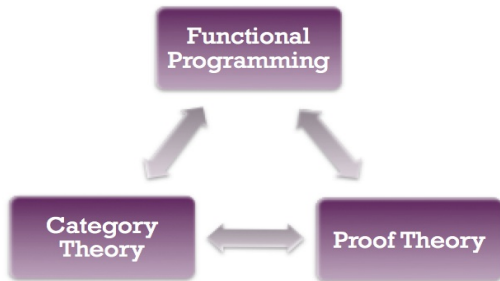 Functional
Programming
Category
Theory
Proof Theory